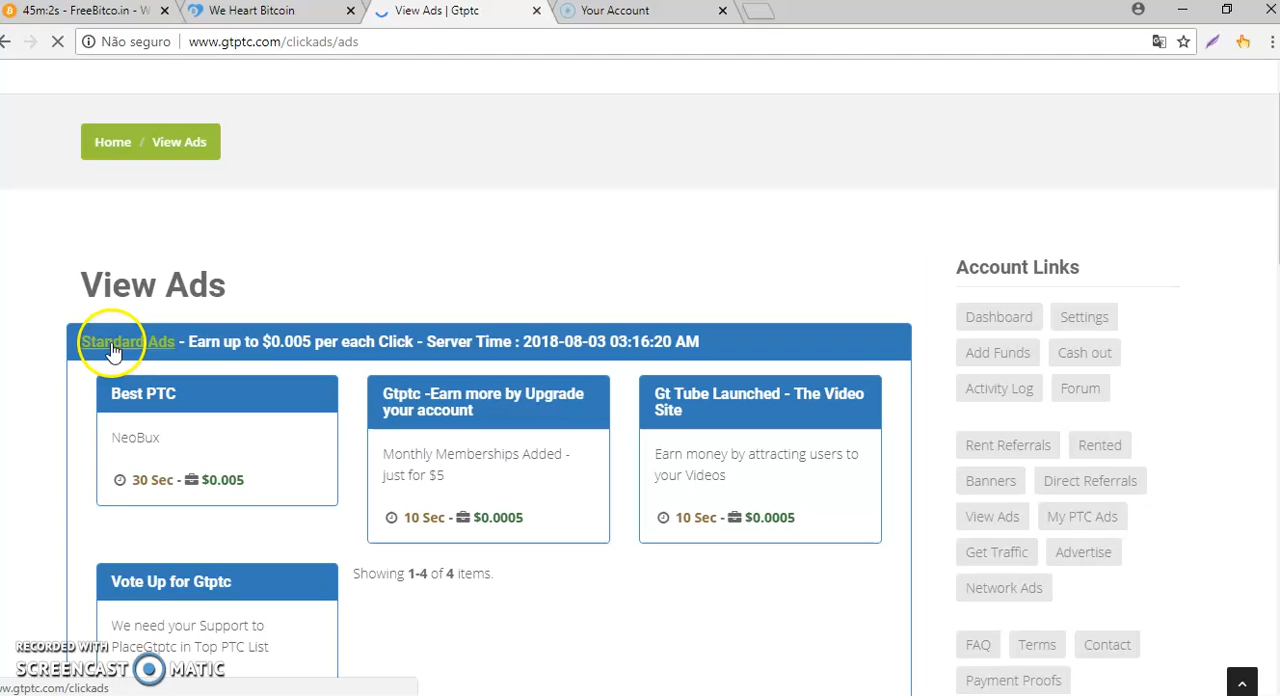 45m:2s - FreeBitco.in - W
We Heart Bitcoin
View Ads | Gtptc
Your Account
Não seguro
www.gtptc.com/clickads/ads
Home / View Ads
View Ads
Standard Ads - Earn up to $0.005 per each Click - Server Time : 2018-08-03 03:16:20 AM
Best PTC
NeoBux
30 Sec - $0.005
Gtptc -Earn more by Upgrade
your account
Monthly Memberships Added -
just for $5
10 Sec - $0.0005
Gt Tube Launched - The Video
Site
Earn money by attracting users to
your Videos
10 Sec - $0.0005
Vote Up for Gtptc
We need your Support to
PlaceGtptc in Top PTC List
Showing 1-4 of 4 items.
Account Links
Dashboard Settings
Add Funds Cash out
Activity Log Forum
Rent Referrals Rented
Banners Direct Referrals
View Ads My PTC Ads
Get Traffic Advertise
Network Ads
FAQ Terms Contact
Payment Proofs
RECORDED WITH
SCREENCAST MATIC
w.gtptc.com/clickads